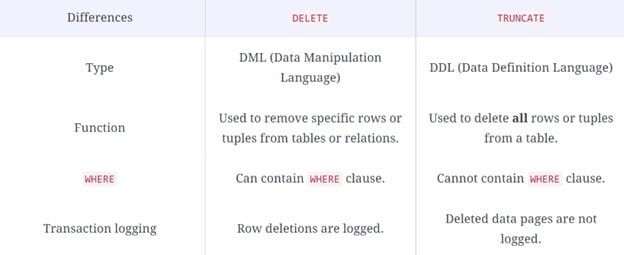 Differences DELETE TRUNCATE
Type DML (Data Manipulation Language) DDL (Data Definition Language)
Function Used to remove specific rows or tuples from tables or relations. Used to delete all rows or tuples from a table.
WHERE Can contain WHERE clause. Cannot contain WHERE clause.
Transaction logging Row deletions are logged. Deleted data pages are not logged.